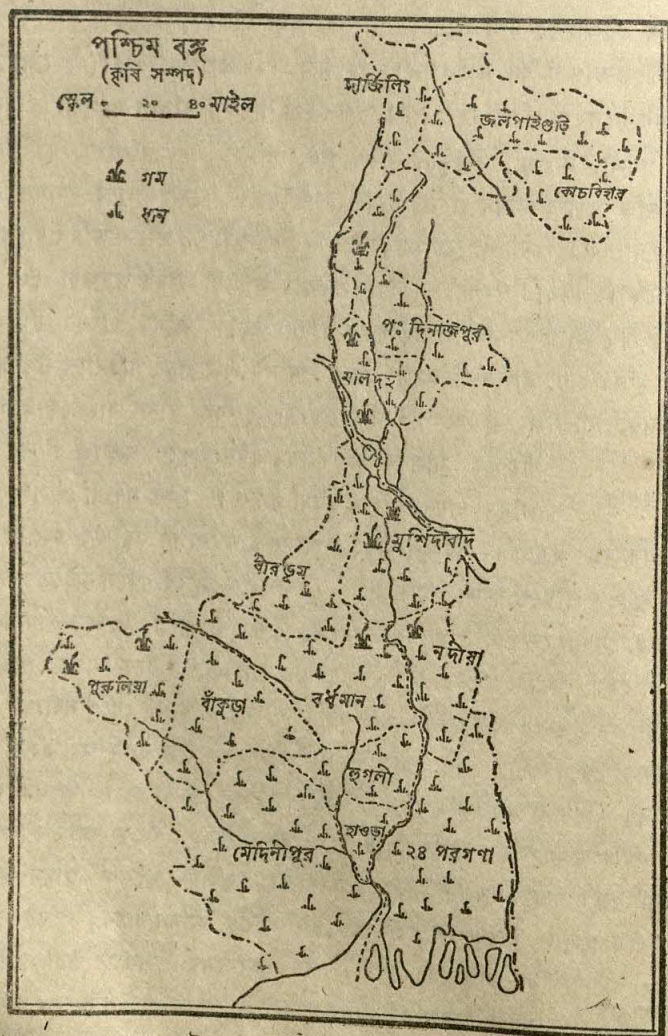 পশ্চিম বঙ্গ
(কৃষি সম্পদ)
স্কেল ০ ২০ ৪০ মাইল
গম
ধান
দার্জিলিং
জলপাইগুড়ি
কোচবিহার
পঃ দিনাজপুর
মালদহ
মুর্শিদাবাদ
বীরভূম
নদীয়া
পুরুলিয়া
বাঁকুড়া
বর্ধমান
হুগলী
হাওড়া
মেদিনীপুর
২৪ পরগণা